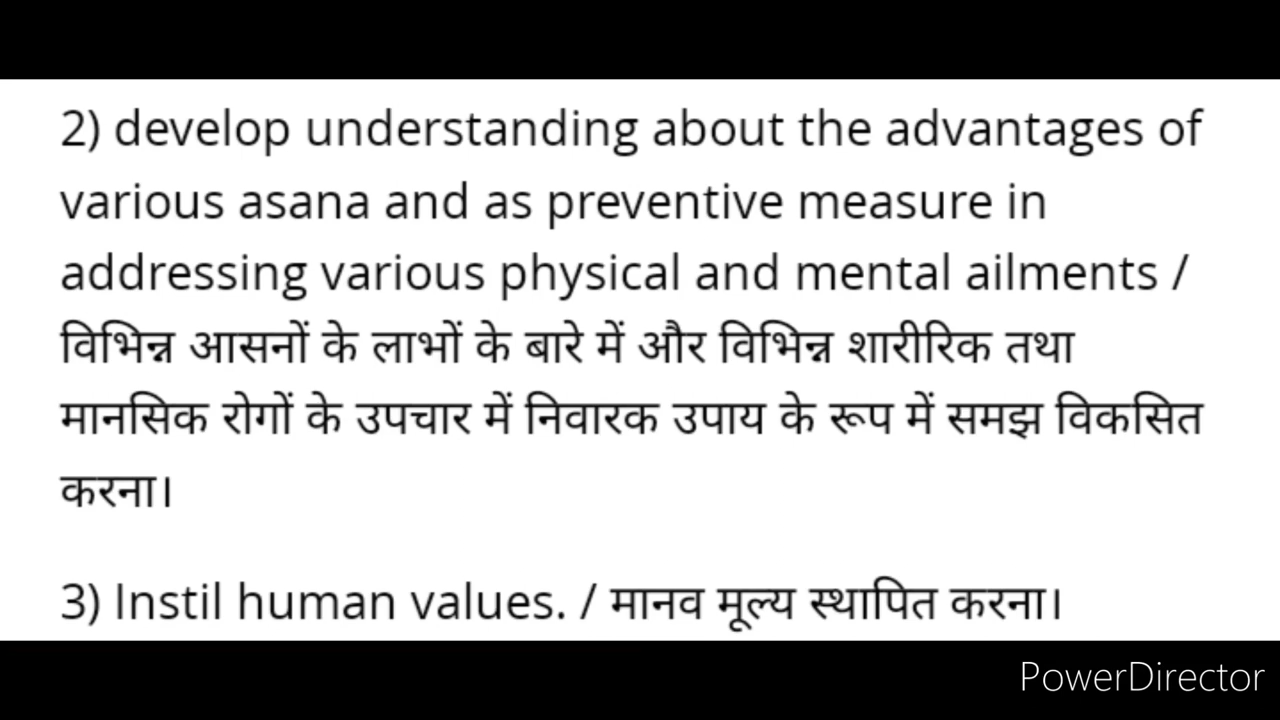 2) develop understanding about the advantages of
various asana and as preventive measure in
addressing various physical and mental ailments /
विभिन्न आसनों के लाभों के बारे में और विभिन्न शारीरिक तथा
मानसिक रोगों के उपचार में निवारक उपाय के रूप में समझ विकसित
करना।
3) Instil human values. / मानव मूल्य स्थापित करना।
PowerDirector